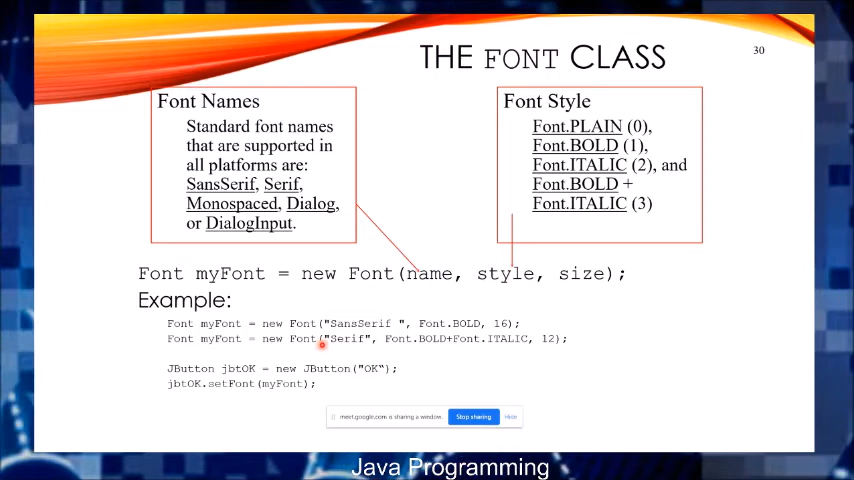 THE FONT CLASS
30
Font Names
Standard font names
that are supported in
all platforms are:
SansSerif, Serif,
Monospaced, Dialog,
or DialogInput.
Font Style
Font.PLAIN (0),
Font.BOLD (1),
Font.ITALIC (2), and
Font.BOLD +
Font.ITALIC (3)
Font myFont = new Font(name, style, size);
Example:
Font myFont = new Font("SansSerif ", Font.BOLD, 16);
Font myFont = new Font("Serif", Font.BOLD+Font.ITALIC, 12);
JButton jbtOK = new JButton("OK“);
jbtOK.setFont(myFont);
meet.google.com is sharing a window.
Stop sharing
Hide
Java Programming